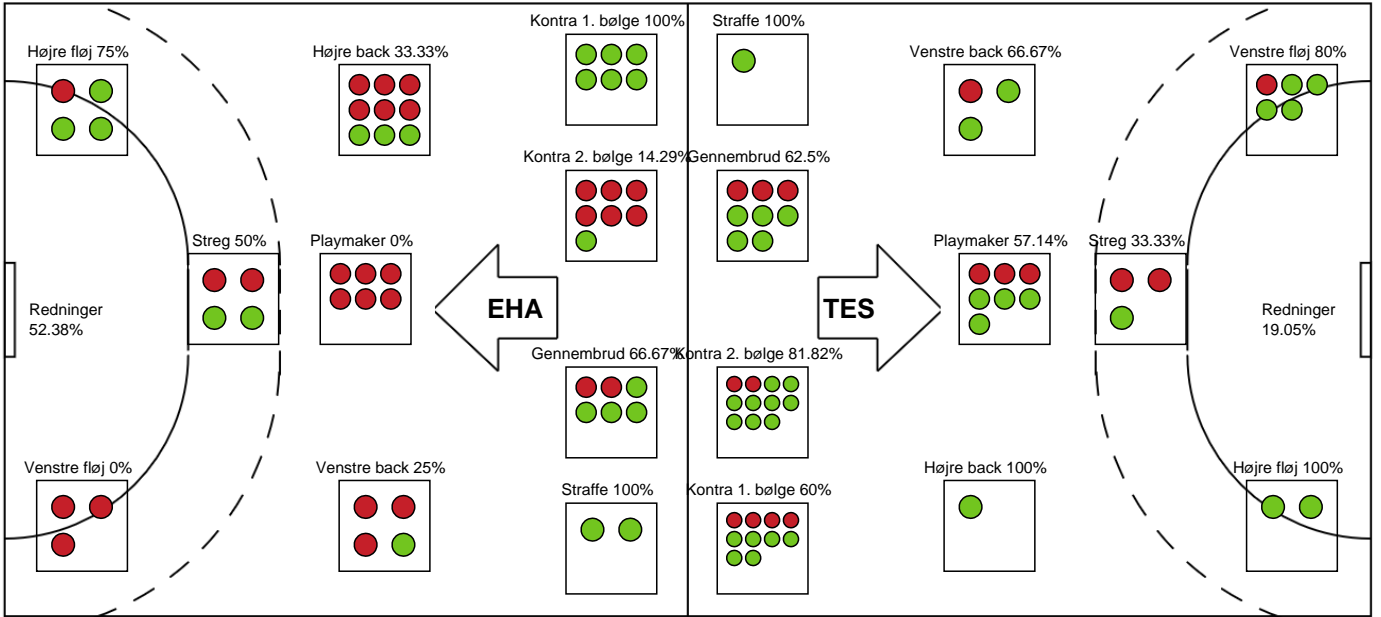 Kontra 1. bølge 100%
Straffe 100%
Højre fløj 75%
Højre back 33.33%
Venstre back 66.67%
Venstre fløj 80%
Kontra 2. bølge 14.29%
Gennembrud 62.5%
Streg 50%
Playmaker 0%
Playmaker 57.14%
Streg 33.33%
Redninger
52.38%
EHA
TES
Redninger
19.05%
Gennembrud 66.67%
Kontra 2. bølge 81.82%
Venstre fløj 0%
Venstre back 25%
Straffe 100%
Kontra 1. bølge 60%
Højre back 100%
Højre fløj 100%